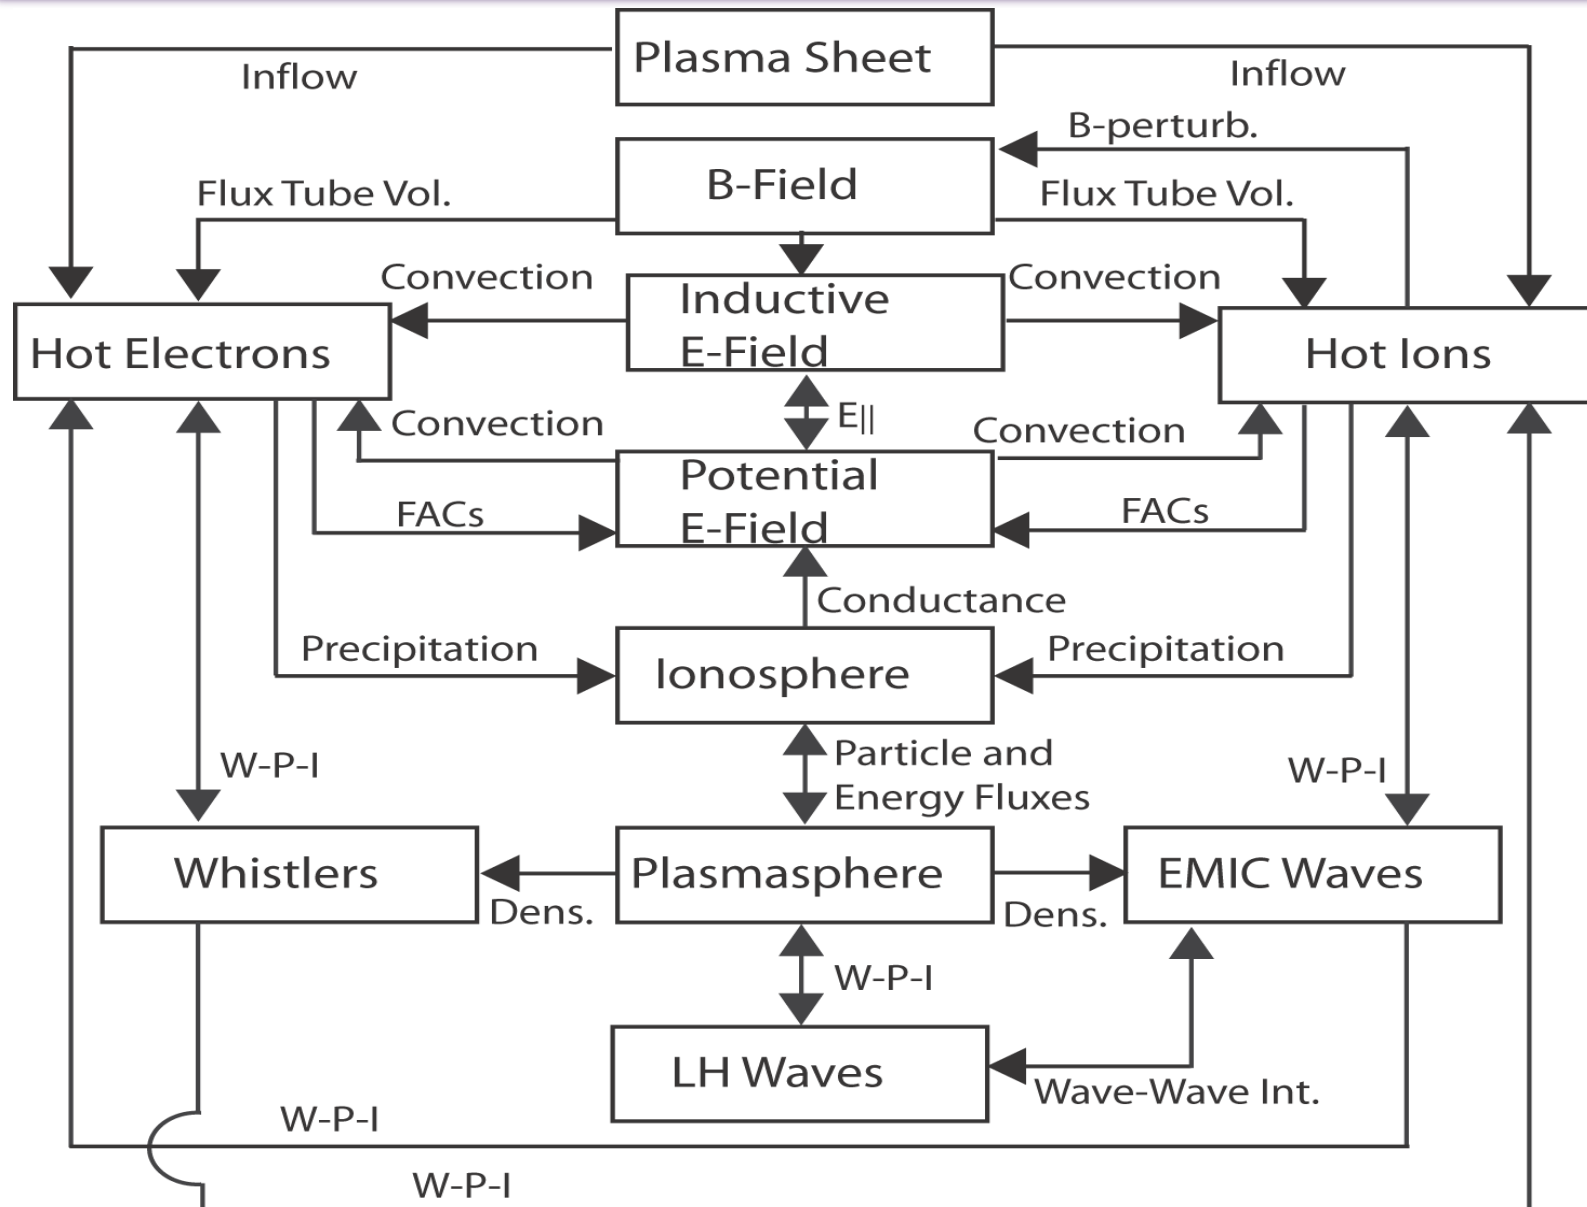 Plasma Sheet
Inflow
Inflow
B-perturb.
B-Field
Flux Tube Vol.
Flux Tube Vol.
Convection
Convection
Inductive
E-Field
Hot Electrons
Hot Ions
E||
Convection
Convection
Potential
E-Field
FACs
FACs
Conductance
Precipitation
Precipitation
Ionosphere
Particle and
Energy Fluxes
W-P-I
W-P-I
Whistlers
Plasmasphere
EMIC Waves
Dens.
Dens.
W-P-I
LH Waves
Wave-Wave Int.
W-P-I
W-P-I